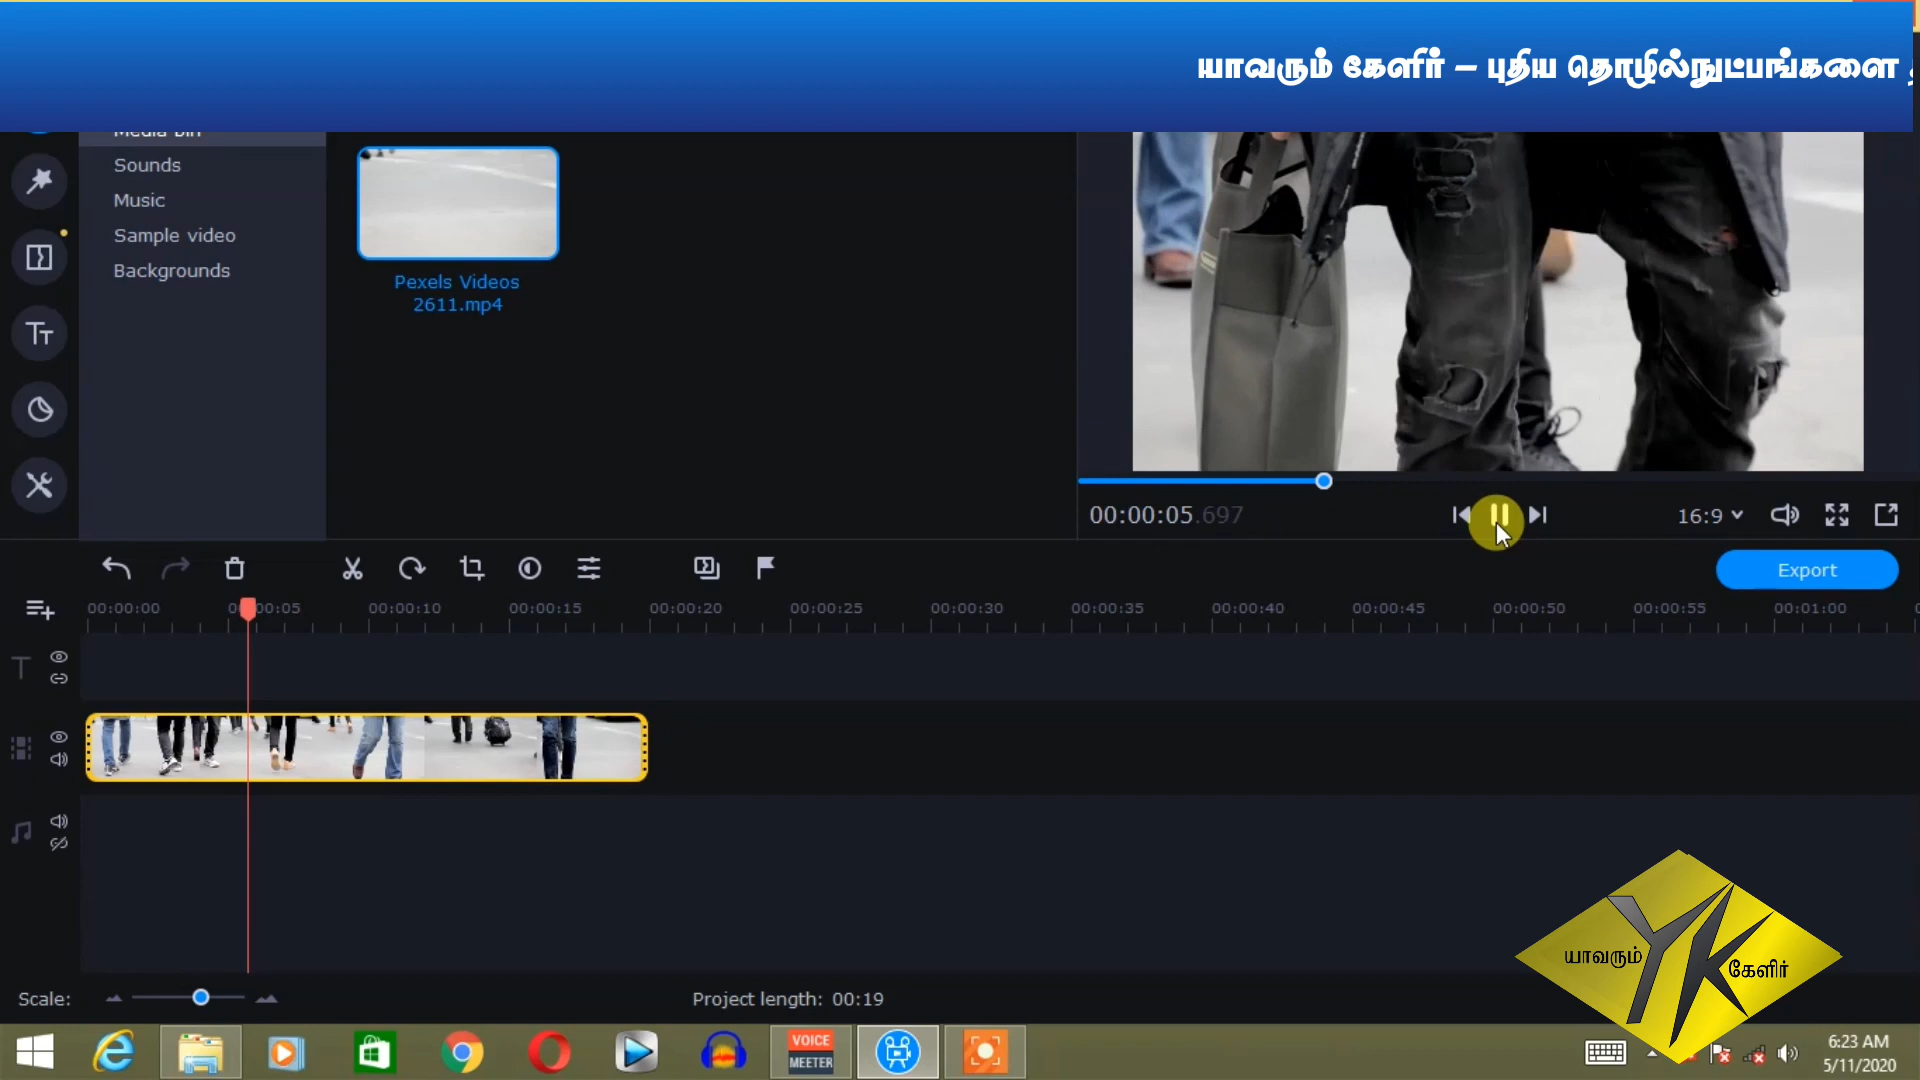 யாவரும் கேளிர் – புதிய தொழில்நுட்பங்களை
Media bin
Sounds
Music
Sample video
Backgrounds
Pexels Videos
2611.mp4
00:00:05.697
16:9
Export
00:00:00
00:00:05
00:00:10
00:00:15
00:00:20
00:00:25
00:00:30
00:00:35
00:00:40
00:00:45
00:00:50
00:00:55
00:01:00
யாவரும் YK கேளிர்
Scale:
Project length: 00:19
VOICE
MEETER
6:23 AM
5/11/2020